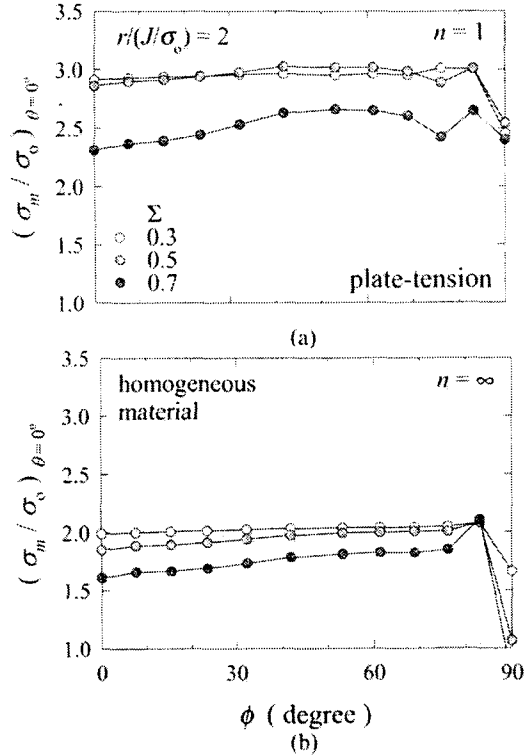 3.5
r/(J/σₒ) = 2
n = 1
3.0
2.5
(σₘ/σₒ)θ=0°
2.0
Σ
0.3
1.5
0.5
0.7
plate-tension
1.0
(a)
3.5
homogeneous
n = ∞
material
3.0
2.5
(σₘ/σₒ)θ=0°
2.0
1.5
1.0
0
30
60
90
ϕ ( degree )
(b)